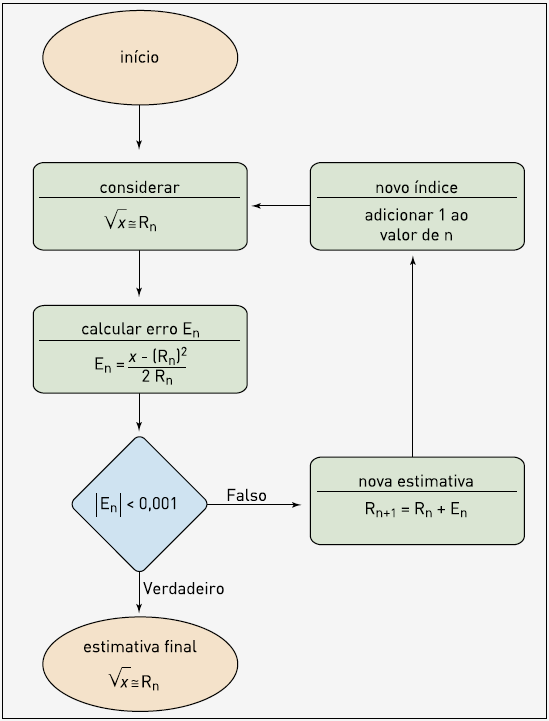 início
considerar
√x ≅ Rₙ
calcular erro Eₙ
Eₙ = (x - (Rₙ)²) / (2 Rₙ)
|Eₙ| < 0,001
Falso
Verdadeiro
estimativa final
√x ≅ Rₙ
nova estimativa
Rₙ₊₁ = Rₙ + Eₙ
novo índice
adicionar 1 ao
valor de n